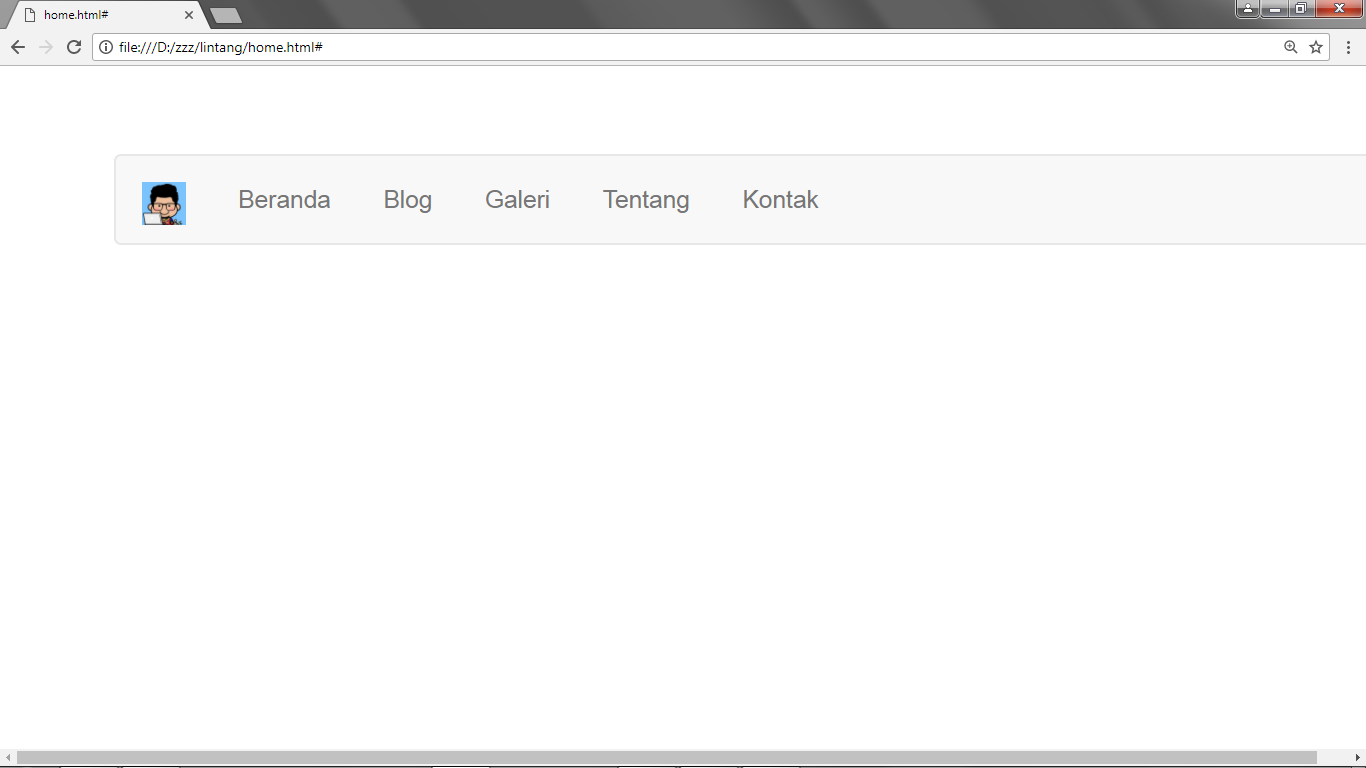 home.html#
file:///D:/zzz/lintang/home.html#
Beranda Blog Galeri Tentang Kontak